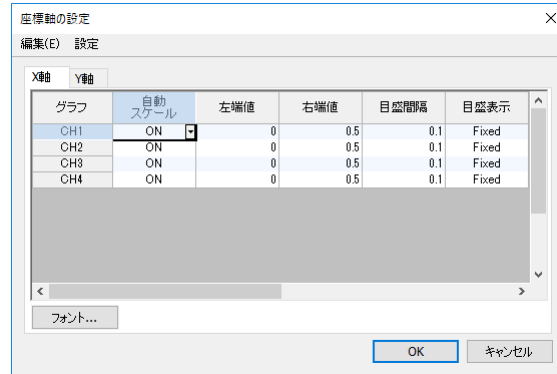 座標軸の設定
編集(E) 設定
X軸 Y軸
グラフ 自動スケール 左端値 右端値 目盛間隔 目盛表示
CH1 ON 0 0.5 0.1 Fixed
CH2 ON 0 0.5 0.1 Fixed
CH3 ON 0 0.5 0.1 Fixed
CH4 ON 0 0.5 0.1 Fixed
フォント...
OK キャンセル